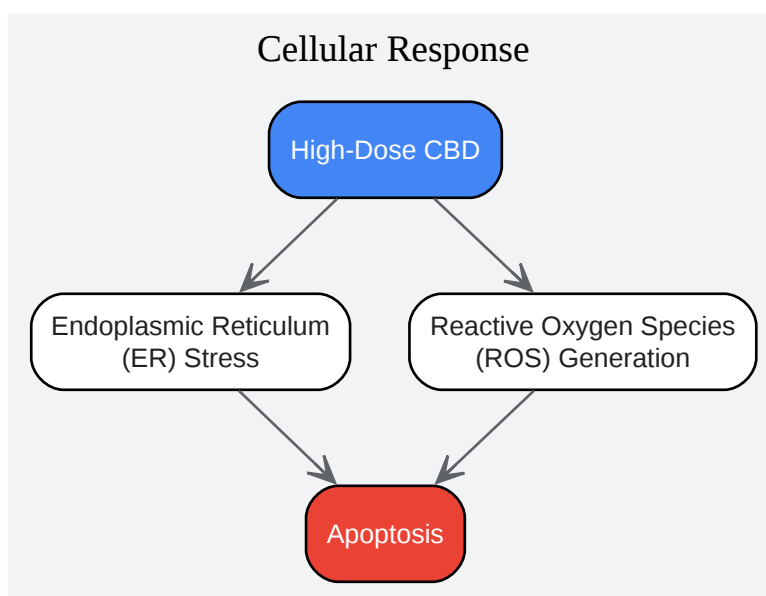 Cellular Response
High-Dose CBD
Endoplasmic Reticulum
(ER) Stress
Reactive Oxygen Species
(ROS) Generation
Apoptosis